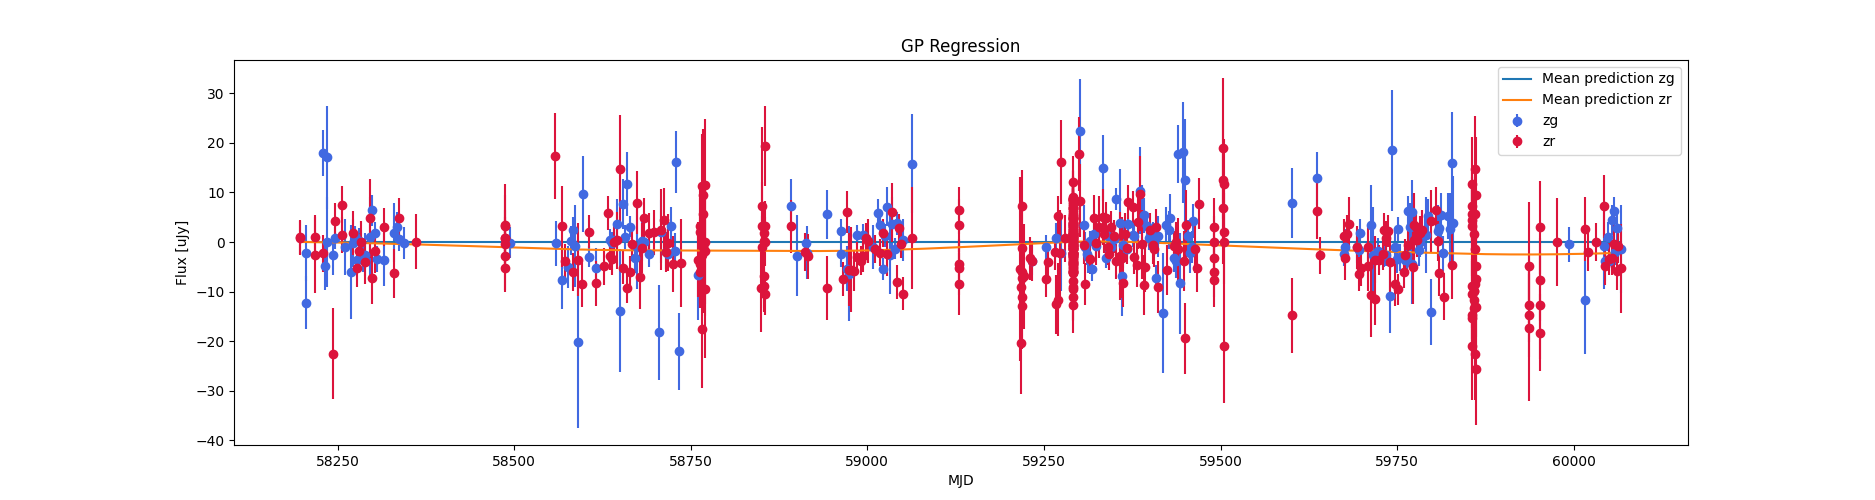 GP Regression
Mean prediction zg
Mean prediction zr
zg
zr
Flux [uJy]
30
20
10
0
−10
−20
−30
−40
58250 58500 58750 59000 59250 59500 59750 60000
MJD